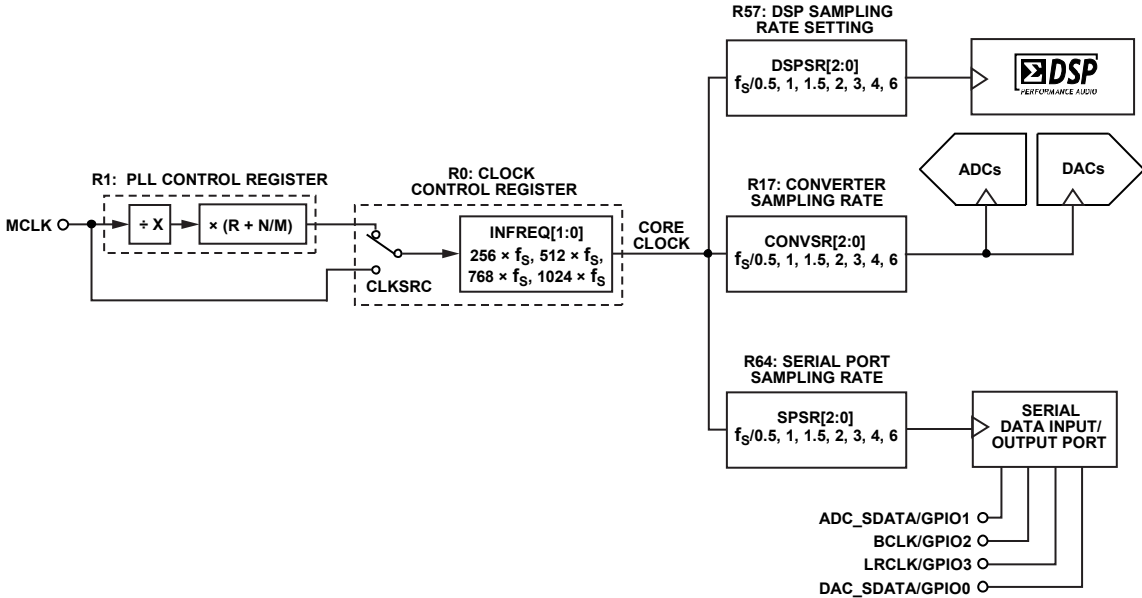 R57: DSP SAMPLING
RATE SETTING
DSPSR[2:0]
fS/0.5, 1, 1.5, 2, 3, 4, 6
ΣDSP
PERFORMANCE AUDIO
ADCs
DACs
R1: PLL CONTROL REGISTER
R0: CLOCK
CONTROL REGISTER
R17: CONVERTER
SAMPLING RATE
MCLK
÷ X
× (R + N/M)
INFREQ[1:0]
256 × fS, 512 × fS,
768 × fS, 1024 × fS
CLKSRC
CORE
CLOCK
CONVSR[2:0]
fS/0.5, 1, 1.5, 2, 3, 4, 6
R64: SERIAL PORT
SAMPLING RATE
SPSR[2:0]
fS/0.5, 1, 1.5, 2, 3, 4, 6
SERIAL
DATA INPUT/
OUTPUT PORT
ADC_SDATA/GPIO1
BCLK/GPIO2
LRCLK/GPIO3
DAC_SDATA/GPIO0